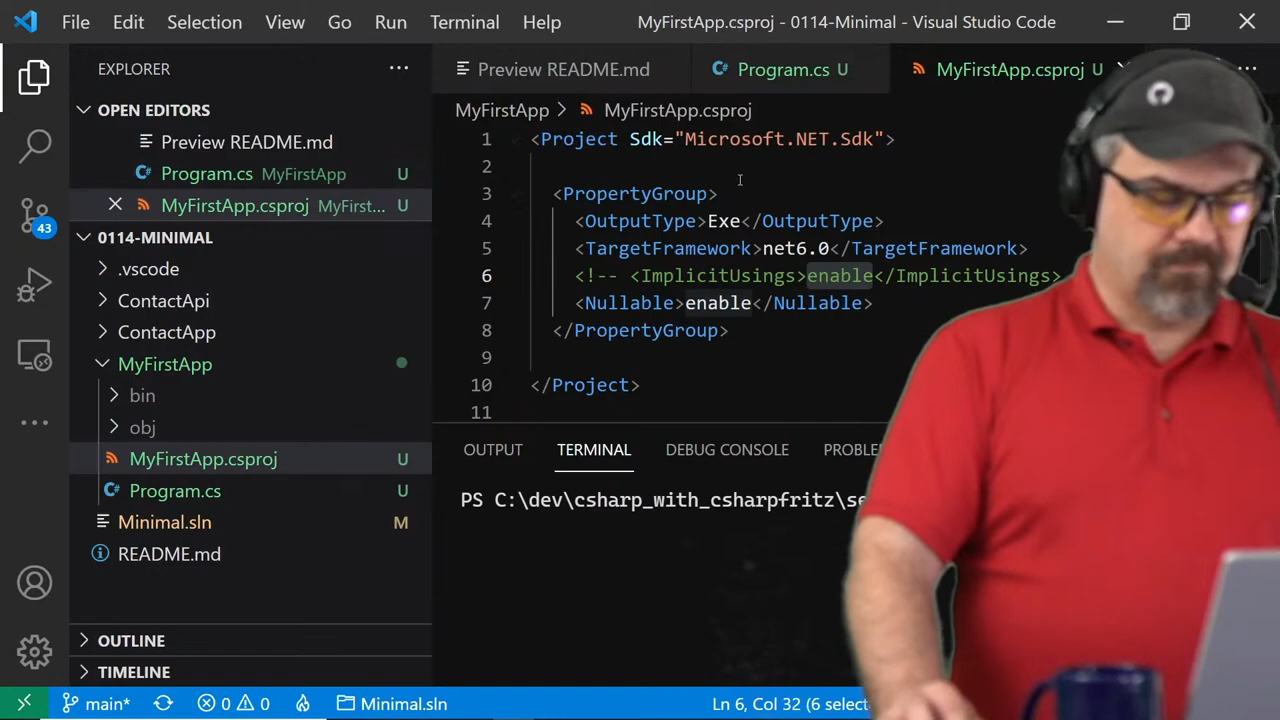 File Edit Selection View Go Run Terminal Help MyFirstApp.csproj - 0114-Minimal - Visual Studio Code
EXPLORER
OPEN EDITORS
Preview README.md
Program.cs MyFirstApp U
MyFirstApp.csproj MyFirst... U
0114-MINIMAL
.vscode
ContactApi
ContactApp
MyFirstApp
bin
obj
MyFirstApp.csproj U
Program.cs U
Minimal.sln M
README.md
OUTLINE
TIMELINE
43
Preview README.md Program.cs U MyFirstApp.csproj U
MyFirstApp > MyFirstApp.csproj
1 <Project Sdk="Microsoft.NET.Sdk">
2
3 <PropertyGroup>
4 <OutputType>Exe</OutputType>
5 <TargetFramework>net6.0</TargetFramework>
6 <!-- <ImplicitUsings>enable</ImplicitUsings>
7 <Nullable>enable</Nullable>
8 </PropertyGroup>
9
10 </Project>
11
OUTPUT TERMINAL DEBUG CONSOLE PROBLE
PS C:\dev\csharp_with_csharpfritz\se
main* 0 0 Minimal.sln Ln 6, Col 32 (6 selec